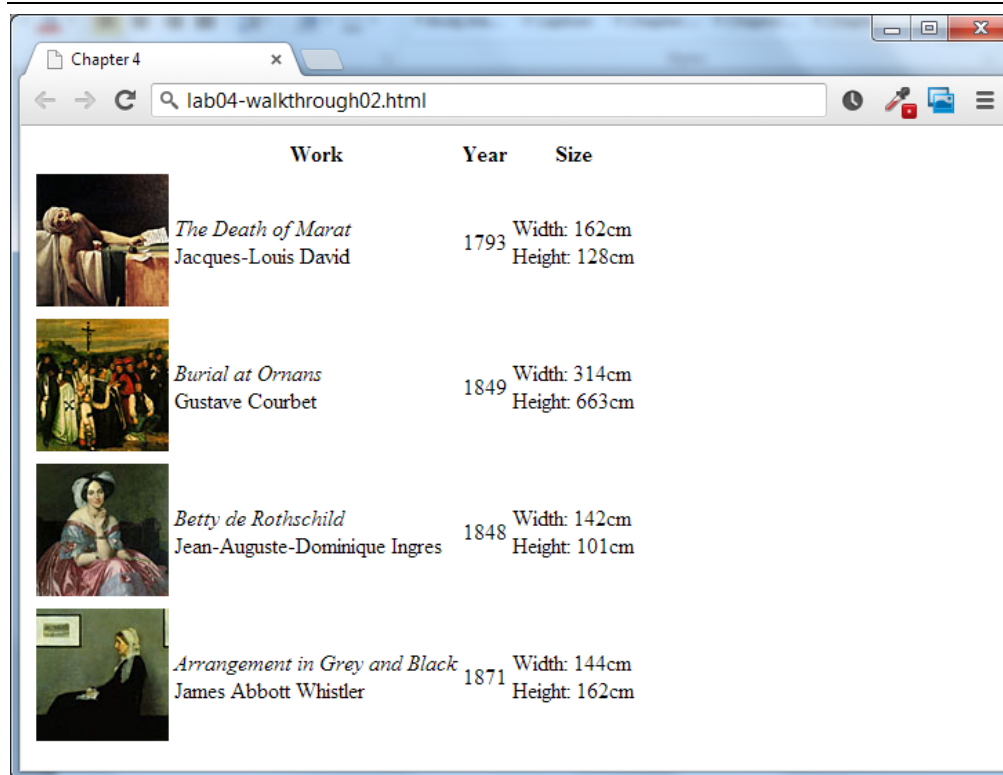 Chapter 4
lab04-walkthrough02.html
Work Year Size
The Death of Marat
Jacques-Louis David
1793
Width: 162cm
Height: 128cm
Burial at Ornans
Gustave Courbet
1849
Width: 314cm
Height: 663cm
Betty de Rothschild
Jean-Auguste-Dominique Ingres
1848
Width: 142cm
Height: 101cm
Arrangement in Grey and Black
James Abbott Whistler
1871
Width: 144cm
Height: 162cm